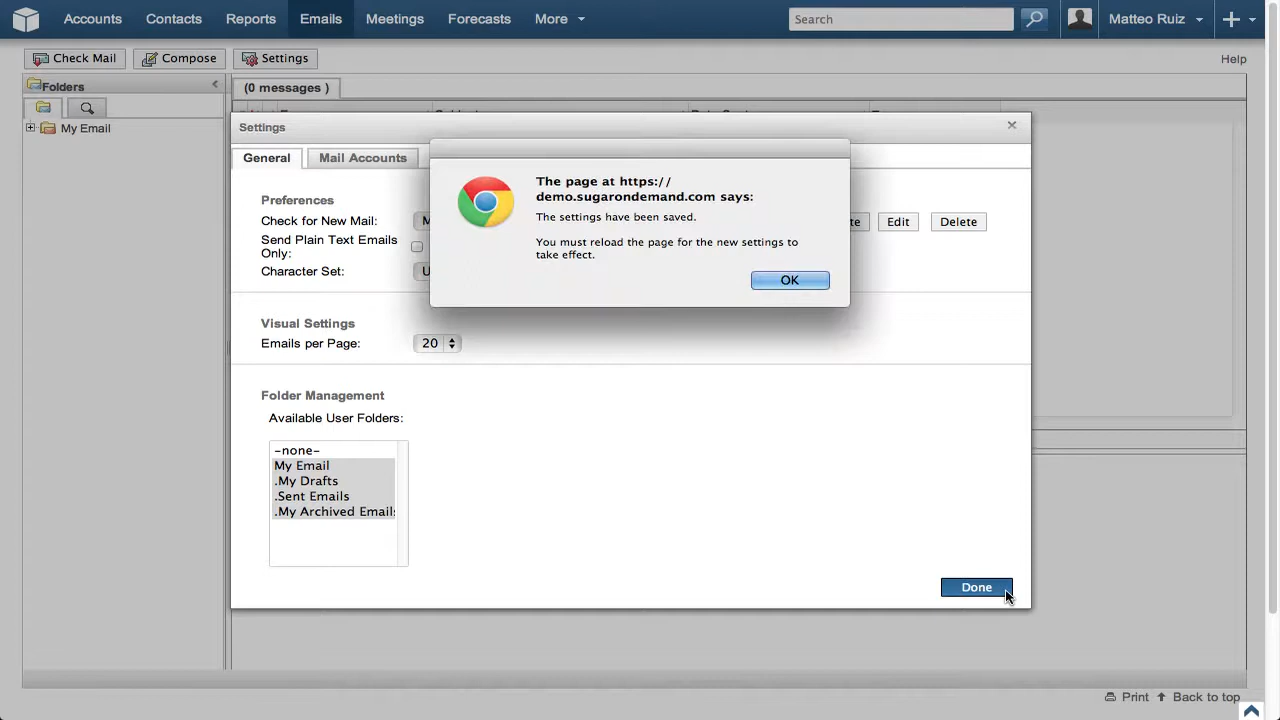 Accounts Contacts Reports Emails Meetings Forecasts More Search Matteo Ruiz
Check Mail Compose Settings Help
Folders
(0 messages )
My Email
Settings
General Mail Accounts
The page at https://
demo.sugarondemand.com says:
The settings have been saved.
You must reload the page for the new settings to
take effect.
OK
Preferences
Check for New Mail: M te Edit Delete
Send Plain Text Emails
Only:
Character Set: U
Visual Settings
Emails per Page: 20
Folder Management
Available User Folders:
-none-
My Email
.My Drafts
.Sent Emails
.My Archived Emails
Done
Print Back to top